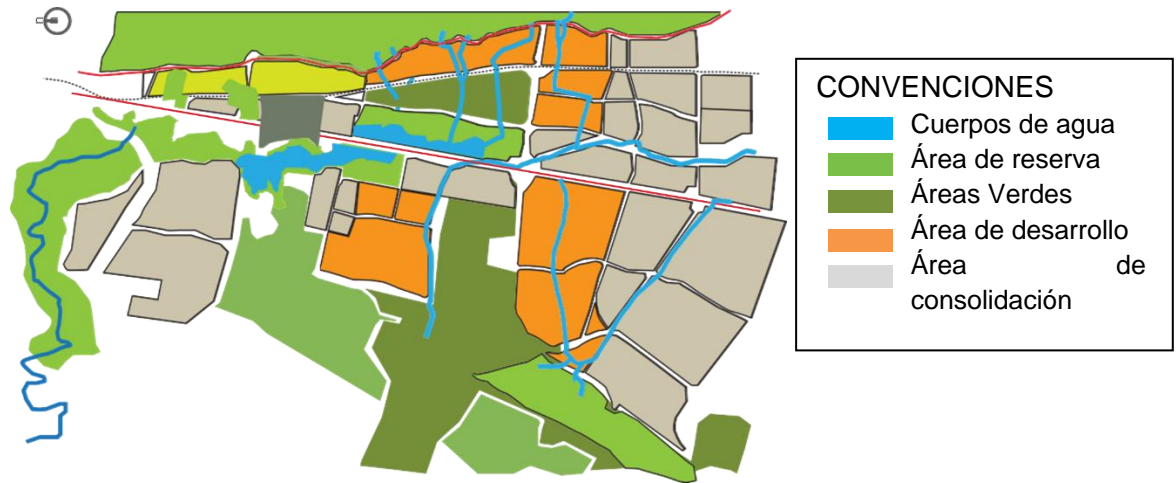 CONVENCIONES
Cuerpos de agua
Área de reserva
Áreas Verdes
Área de desarrollo
Área de
consolidación